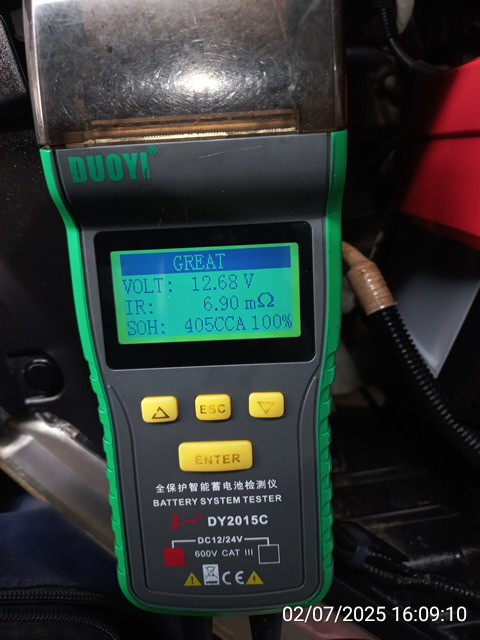 DUOYI®
GREAT
VOLT: 12.68 V
IR: 6.90 mΩ
SOH: 405CCA 100%
ESC
ENTER
全保护智能蓄电池检测仪
BATTERY SYSTEM TESTER
DY2015C
DC12/24V
600V CAT III
CE
02/07/2025 16:09:10